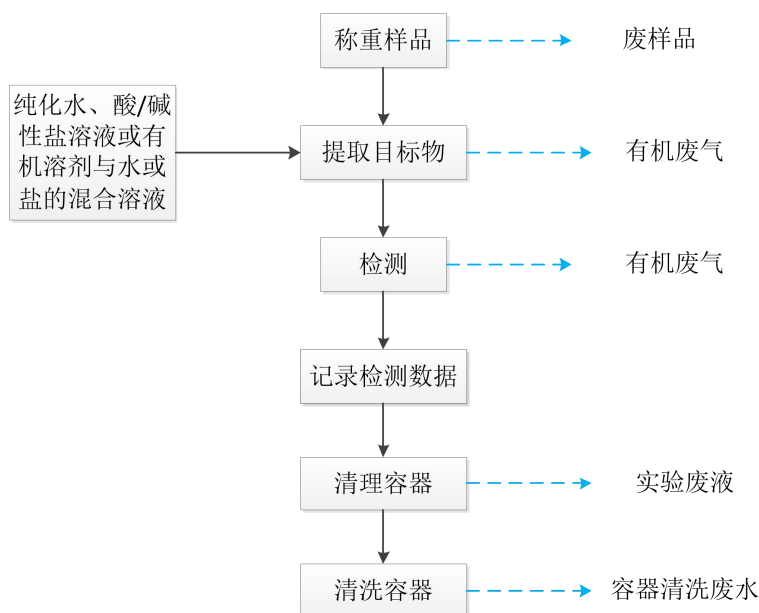 称重样品
废样品
纯化水、酸/碱
性盐溶液或有
机溶剂与水或
盐的混合溶液
提取目标物
有机废气
检测
有机废气
记录检测数据
清理容器
实验废液
清洗容器
容器清洗废水